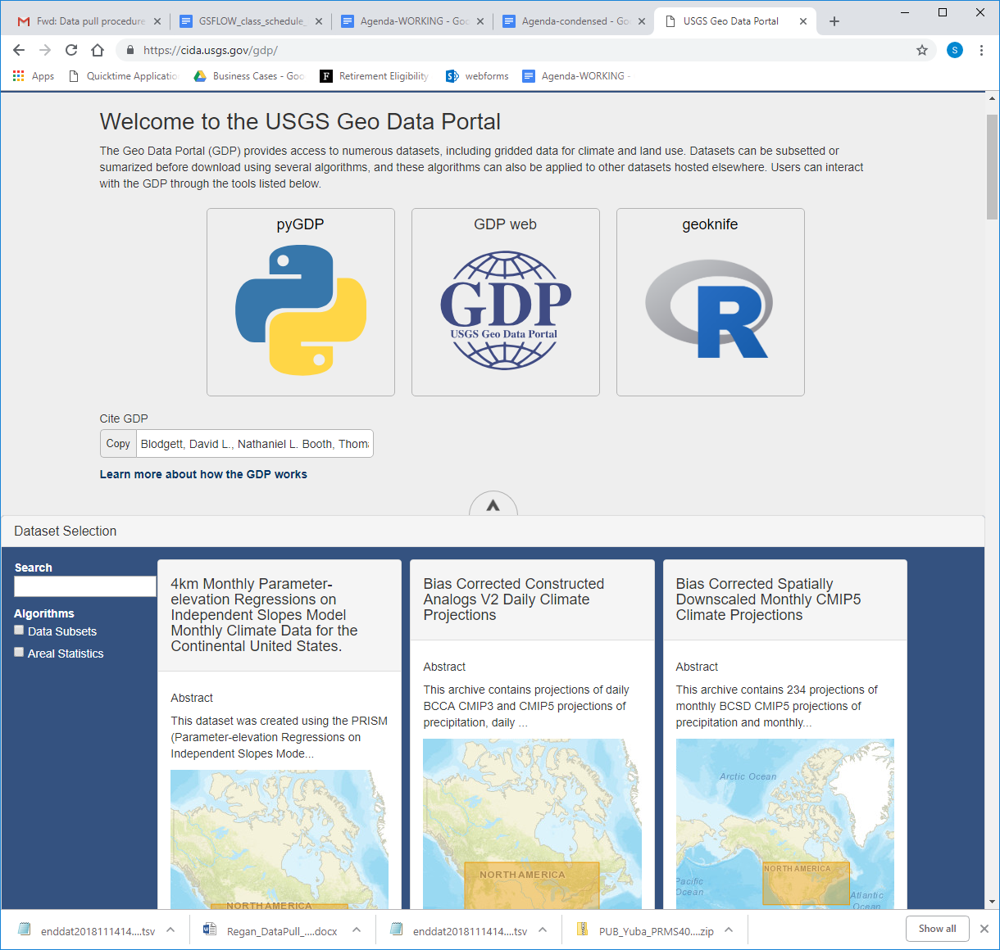 Fwd: Data pull procedure
GSFLOW_class_schedule_
Agenda-WORKING - Goo
Agenda-condensed - Go
USGS Geo Data Portal
https://cida.usgs.gov/gdp/
S
Apps
Quicktime Applicatio
Business Cases - Goo
Retirement Eligibility
webforms
Agenda-WORKING -
Welcome to the USGS Geo Data Portal
The Geo Data Portal (GDP) provides access to numerous datasets, including gridded data for climate and land use. Datasets can be subsetted or
sumarized before download using several algorithms, and these algorithms can also be applied to other datasets hosted elsewhere. Users can interact
with the GDP through the tools listed below.
pyGDP
GDP web
GDP
USGS Geo Data Portal
geoknife
R
Cite GDP
Copy
Blodgett, David L., Nathaniel L. Booth, Thom
Learn more about how the GDP works
Dataset Selection
Search
Algorithms
Data Subsets
Areal Statistics
4km Monthly Parameter-
elevation Regressions on
Independent Slopes Model
Monthly Climate Data for the
Continental United States.
Abstract
This dataset was created using the PRISM
(Parameter-elevation Regressions on
Independent Slopes Mode...
NORTH AMERICA
Bias Corrected Constructed
Analogs V2 Daily Climate
Projections
Abstract
This archive contains projections of daily
BCCA CMIP3 and CMIP5 projections of
precipitation, daily ...
NORTH AMERICA
Bias Corrected Spatially
Downscaled Monthly CMIP5
Climate Projections
Abstract
This archive contains 234 projections of
monthly BCSD CMIP5 projections of
precipitation and monthly...
Arctic Ocean
NORTH AMERICA
Pacific
Ocean
Atlantic
Ocean
enddat2018111414....tsv
Regan_DataPull_....docx
enddat2018111414....tsv
PUB_Yuba_PRMS40....zip
Show all